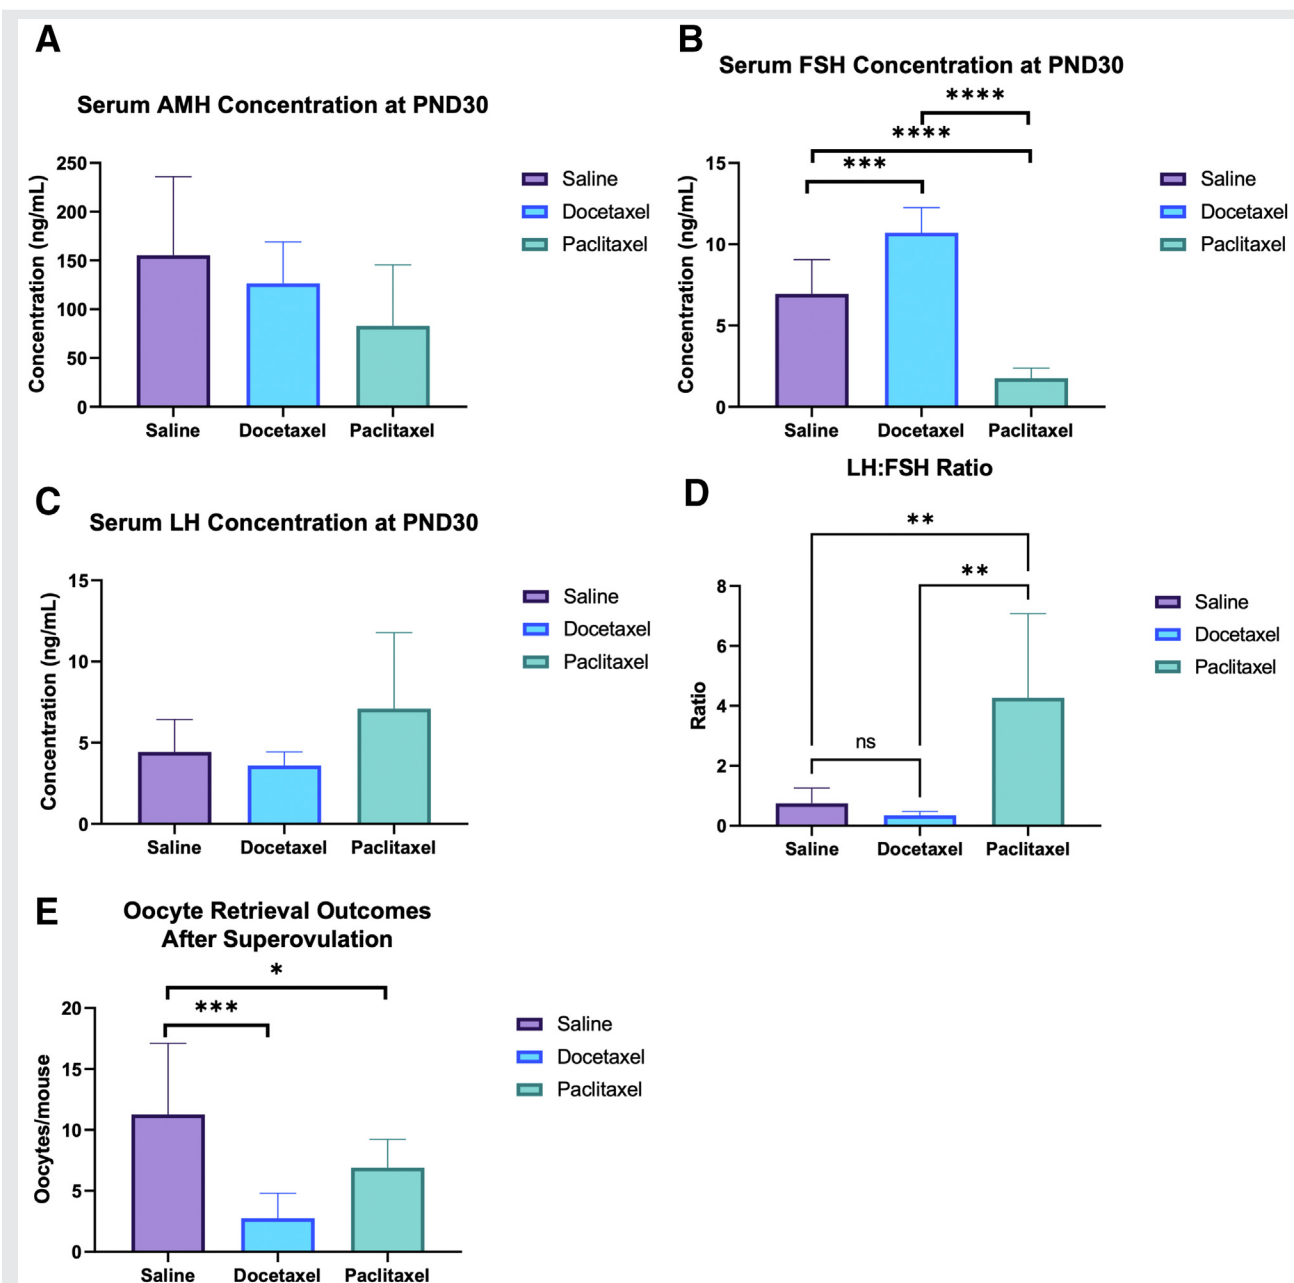 A
Serum AMH Concentration at PND30
Concentration (ng/mL)
250
200
150
100
50
0
Saline Docetaxel Paclitaxel
Saline
Docetaxel
Paclitaxel
B
Serum FSH Concentration at PND30
****
****
***
Concentration (ng/mL)
15
10
5
0
Saline Docetaxel Paclitaxel
Saline
Docetaxel
Paclitaxel
C
Serum LH Concentration at PND30
Concentration (ng/mL)
15
10
5
0
Saline Docetaxel Paclitaxel
Saline
Docetaxel
Paclitaxel
D
LH:FSH Ratio
**
**
ns
Ratio
8
6
4
2
0
Saline Docetaxel Paclitaxel
Saline
Docetaxel
Paclitaxel
E
Oocyte Retrieval Outcomes
After Superovulation
*
***
Oocytes/mouse
20
15
10
5
0
Saline Docetaxel Paclitaxel
Saline
Docetaxel
Paclitaxel